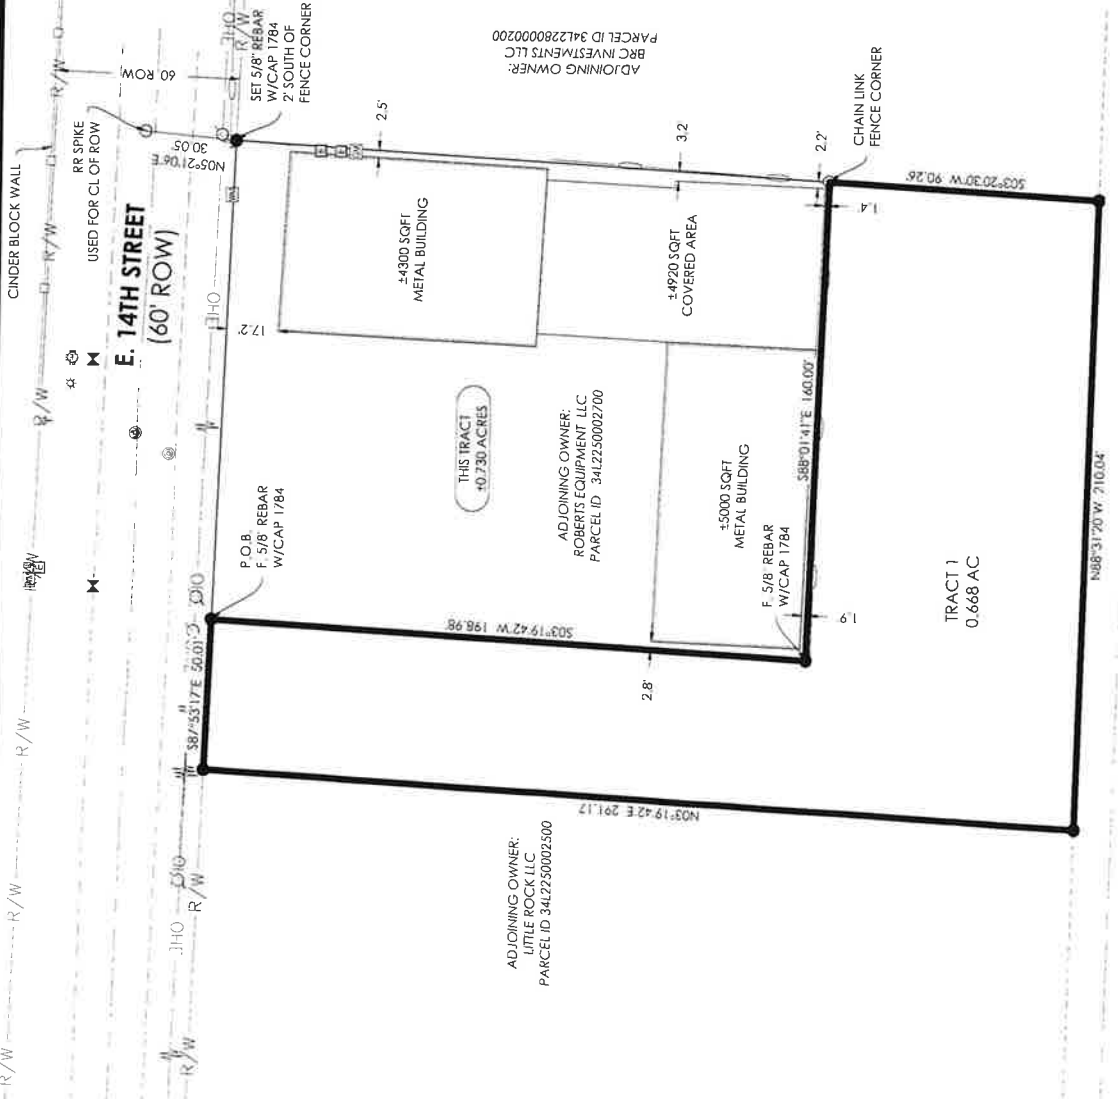 CINDER BLOCK WALL
R/W
R/W
R/W
R/W
R/W
R/W
R/W
R/W
R/W
R/W
RR SPIKE
USED FOR CL OF ROW
60' ROW
E. 14TH STREET
(60' ROW)
N05°21'06"E
30.05'
SET 5/8" REBAR
W/CAP 1784
2' SOUTH OF
FENCE CORNER
ADJOINING OWNER:
BRC INVESTMENTS LLC
PARCEL ID 34L2280000200
OHE
OHE
OHE
17.2'
2.5'
3.2
2.2'
CHAIN LINK
FENCE CORNER
±4300 SQFT
METAL BUILDING
±4920 SQFT
COVERED AREA
1.4'
S03°20'30"W 90.26'
THIS TRACT
±0.730 ACRES
ADJOINING OWNER:
ROBERTS EQUIPMENT LLC
PARCEL ID 34L2250002700
±5000 SQFT
METAL BUILDING
S88°01'41"E 160.00'
P.O.B.
F. 5/8" REBAR
W/CAP 1784
F. 5/8" REBAR
W/CAP 1784
S87°53'17"E 50.01'
S03°19'42"W 198.98'
2.8'
1.9'
TRACT 1
0.668 AC
N88°31'20"W 210.04'
N03°19'42"E 291.17'
ADJOINING OWNER:
LITTLE ROCK LLC
PARCEL ID 34L2250002500